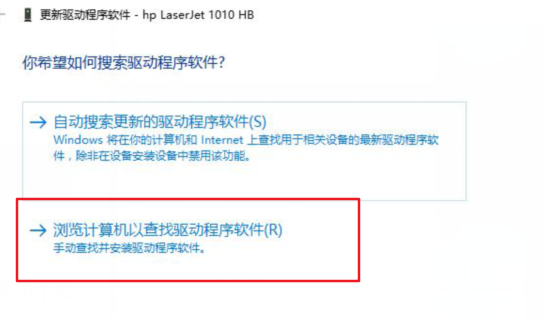 更新驱动程序软件 - hp LaserJet 1010 HB
你希望如何搜索驱动程序软件?
→ 自动搜索更新的驱动程序软件(S)
Windows 将在你的计算机和 Internet 上查找用于相关设备的最新驱动程序软
件，除非在设备安装设备中禁用该功能。
→ 浏览计算机以查找驱动程序软件(R)
手动查找并安装驱动程序软件。